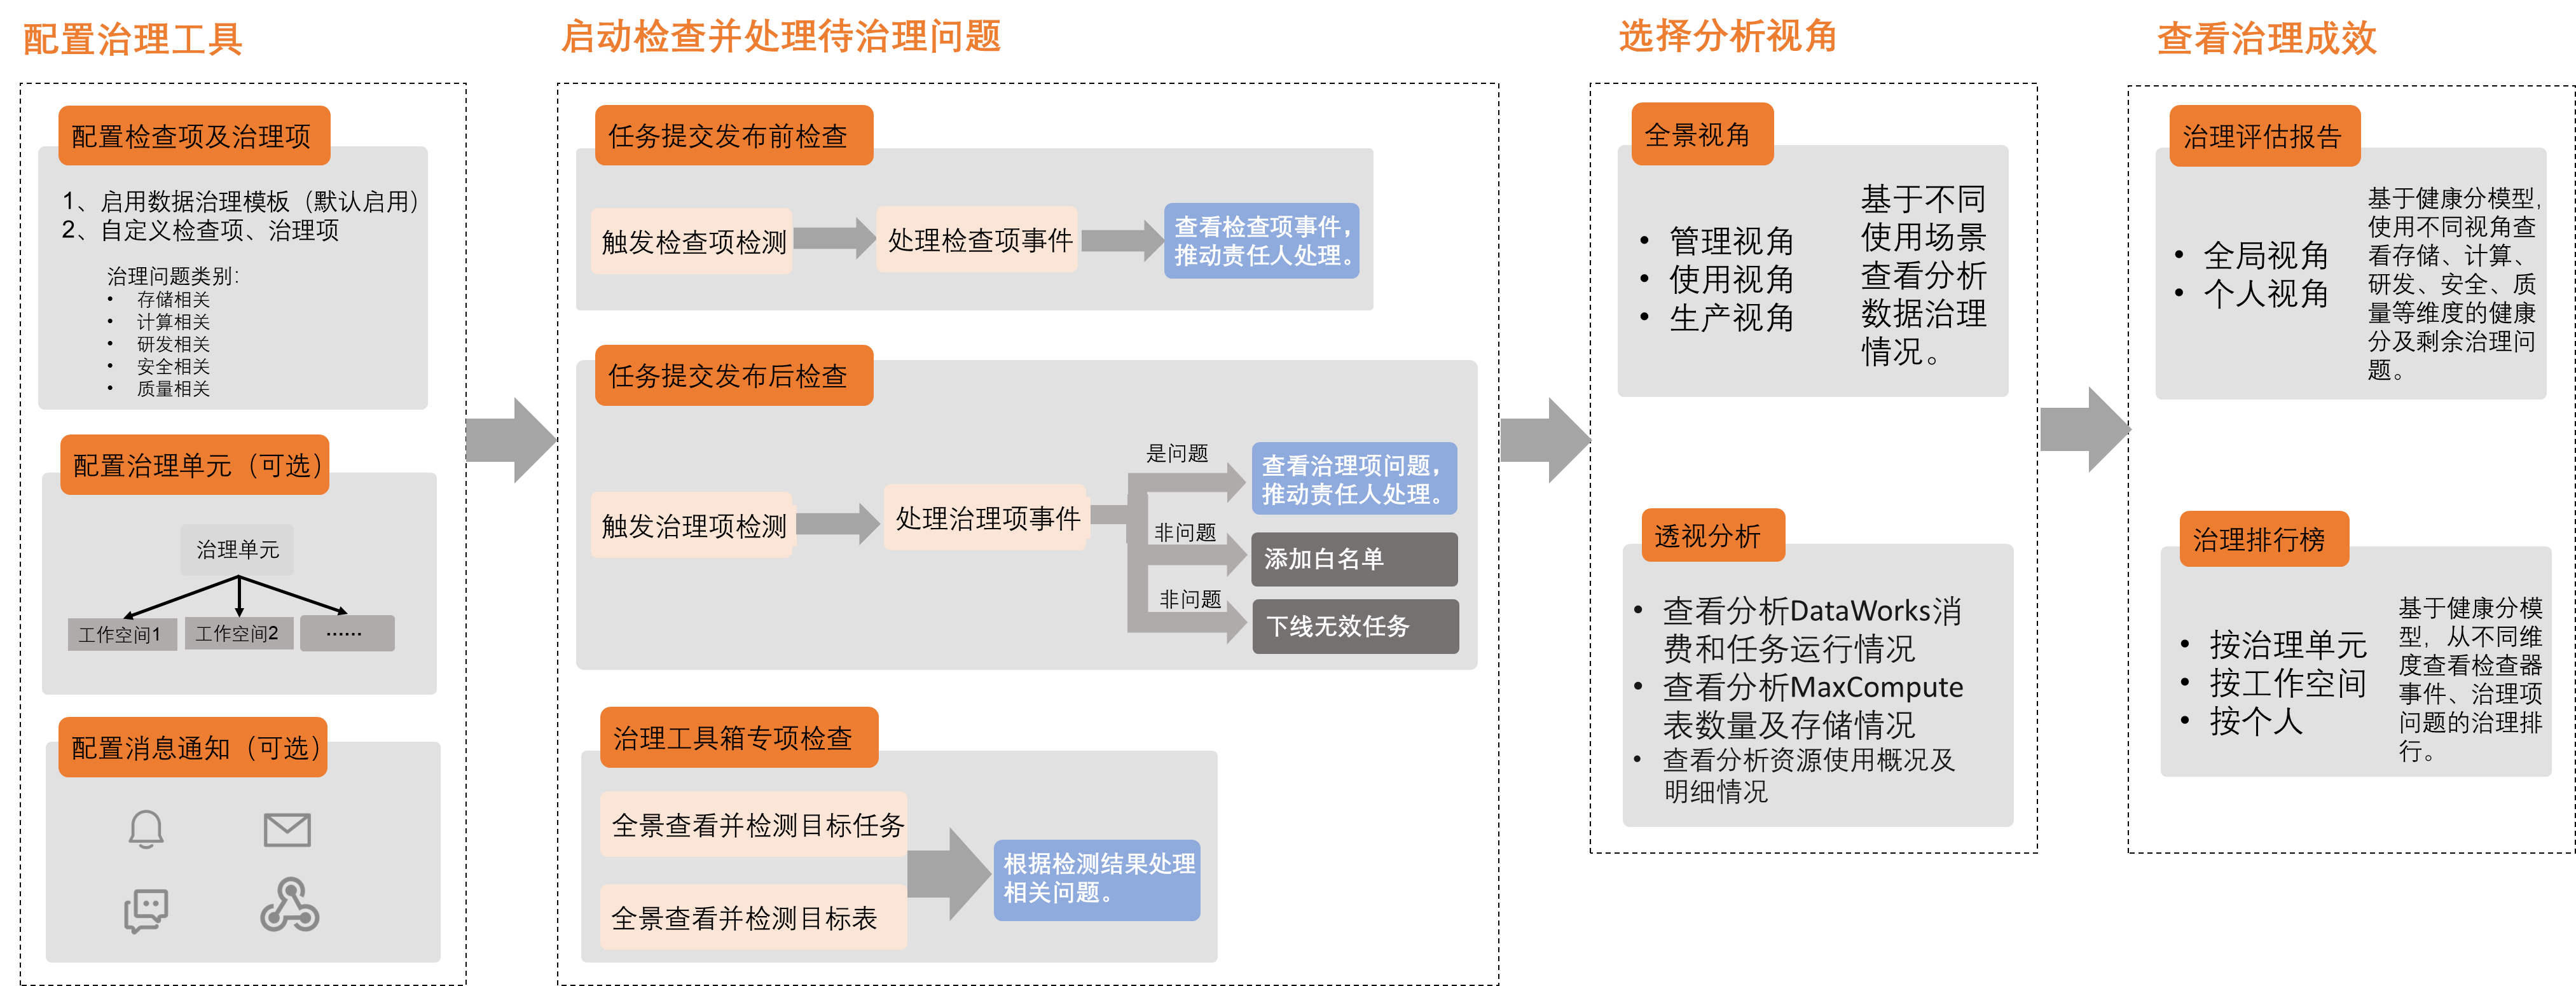 配置治理工具
配置检查项及治理项
1、启用数据治理模板（默认启用）
2、自定义检查项、治理项
治理问题类别:
• 存储相关
• 计算相关
• 研发相关
• 安全相关
• 质量相关
配置治理单元（可选）
治理单元
工作空间1
工作空间2
......
配置消息通知（可选）
启动检查并处理待治理问题
任务提交发布前检查
触发检查项检测
处理检查项事件
查看检查项事件，
推动责任人处理。
任务提交发布后检查
触发治理项检测
处理治理项事件
是问题
查看治理项问题，
推动责任人处理。
非问题
添加白名单
非问题
下线无效任务
治理工具箱专项检查
全景查看并检测目标任务
全景查看并检测目标表
根据检测结果处理
相关问题。
选择分析视角
全景视角
• 管理视角
• 使用视角
• 生产视角
基于不同
使用场景
查看分析
数据治理
情况。
透视分析
• 查看分析DataWorks消
费和任务运行情况
• 查看分析MaxCompute
表数量及存储情况
• 查看分析资源使用概况及
明细情况
查看治理成效
治理评估报告
• 全局视角
• 个人视角
基于健康分模型,
使用不同视角查
看存储、计算、
研发、安全、质
量等维度的健康
分及剩余治理问
题。
治理排行榜
• 按治理单元
• 按工作空间
• 按个人
基于健康分模
型，从不同维
度查看检查器
事件、治理项
问题的治理排
行。